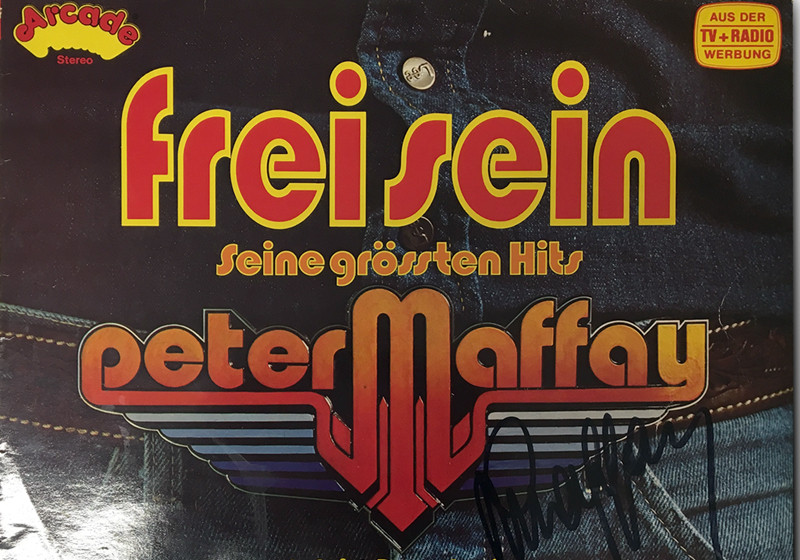 Arcade
Stereo
AUS DER
TV + RADIO
WERBUNG
frei sein
Seine grössten Hits
peter Maffay